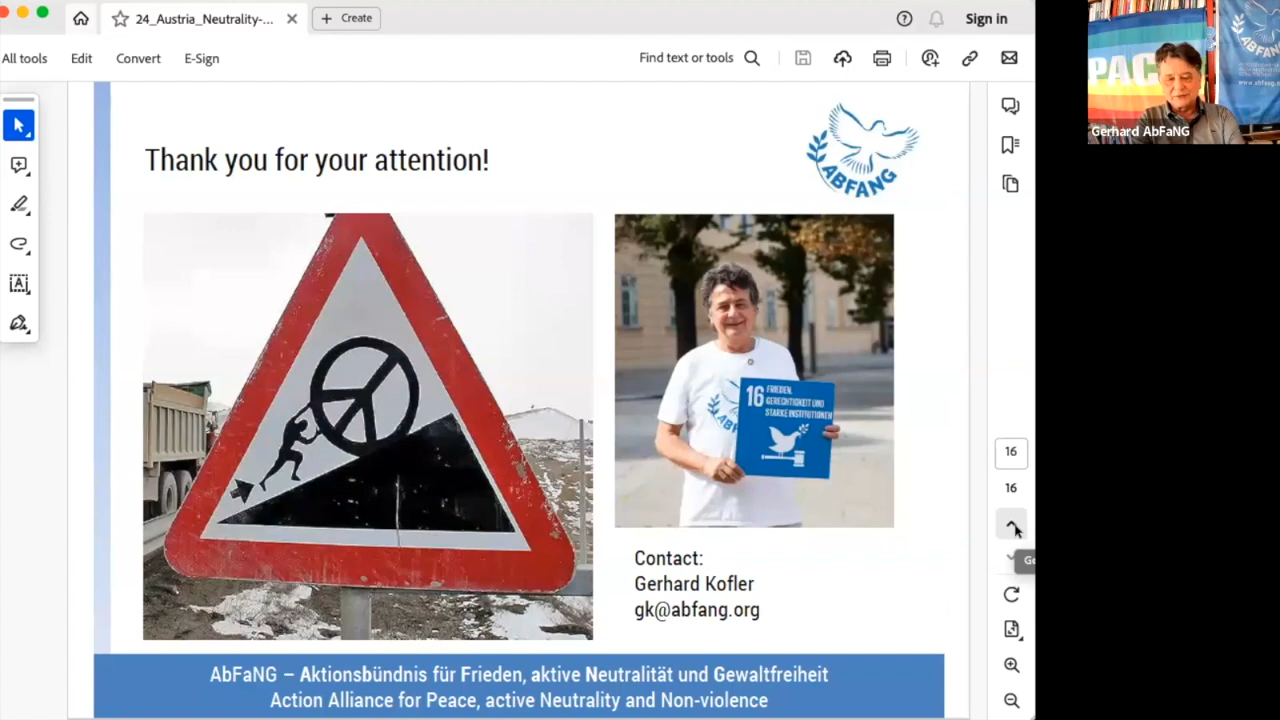 24_Austria_Neutrality-...
Create
Sign in
All tools
Edit
Convert
E-Sign
Find text or tools
Thank you for your attention!
ABFANG
ABFANG
16 FRIEDEN,
GERECHTIGKEIT UND
STARKE INSTITUTIONEN
Contact:
Gerhard Kofler
gk@abfang.org
AbFaNG – Aktionsbündnis für Frieden, aktive Neutralität und Gewaltfreiheit
Action Alliance for Peace, active Neutrality and Non-violence
16
16
PAC
ABFANG
Gerhard AbFaNG